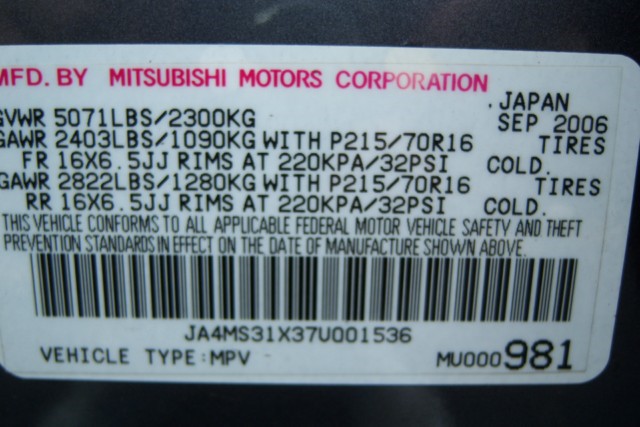 MFD. BY MITSUBISHI MOTORS CORPORATION
GVWR 5071LBS/2300KG .JAPAN
SEP 2006
GAWR 2403LBS/1090KG WITH P215/70R16 TIRES
FR 16X6.5JJ RIMS AT 220KPA/32PSI COLD.
GAWR 2822LBS/1280KG WITH P215/70R16 TIRES
RR 16X6.5JJ RIMS AT 220KPA/32PSI COLD.
THIS VEHICLE CONFORMS TO ALL APPLICABLE FEDERAL MOTOR VEHICLE SAFETY AND THEFT
PREVENTION STANDARDS IN EFFECT ON THE DATE OF MANUFACTURE SHOWN ABOVE.
JA4MS31X37U001536
VEHICLE TYPE:MPV MU000981